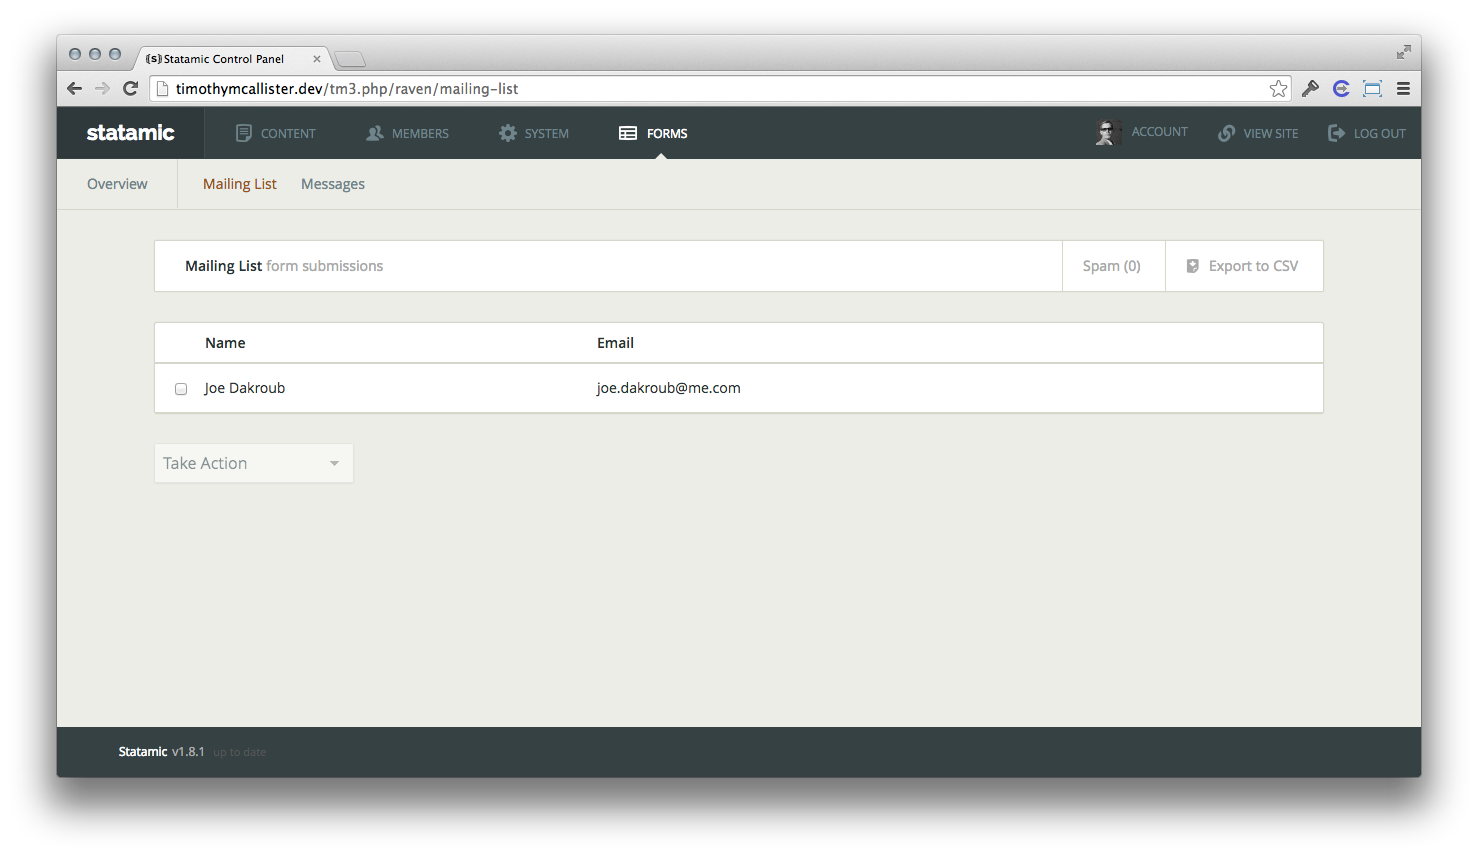 {s} Statamic Control Panel
timothymcallister.dev/tm3.php/raven/mailing-list
statamic CONTENT MEMBERS SYSTEM FORMS ACCOUNT VIEW SITE LOG OUT
Overview Mailing List Messages
Mailing List form submissions Spam (0) Export to CSV
Name Email
Joe Dakroub joe.dakroub@me.com
Take Action
Statamic v1.8.1 up to date